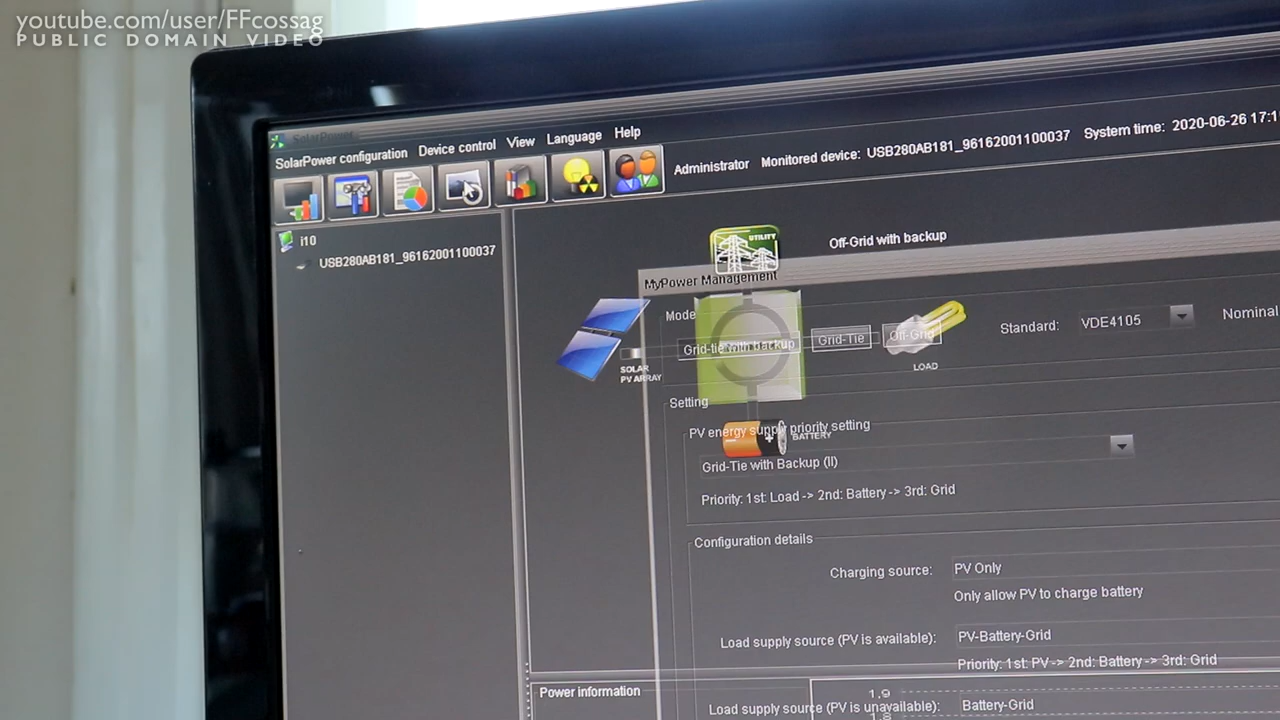 youtube.com/user/FFcossag
PUBLIC DOMAIN VIDEO
SolarPower
SolarPower configuration Device control View Language Help
Administrator Monitored device: USB280AB181_96162001100037 System time: 2020-06-26 17:1
i10
USB280AB181_96162001100037
UTILITY
Off-Grid with backup
MyPower Management
Mode
Grid-tie with backup Grid-Tie Off-Grid
Standard: VDE4105 Nominal
SOLAR
PV ARRAY
LOAD
Setting
PV energy supply priority setting
BATTERY
Grid-Tie with Backup (II)
Priority: 1st: Load -> 2nd: Battery -> 3rd: Grid
Configuration details
Charging source: PV Only
Only allow PV to charge battery
Load supply source (PV is available): PV-Battery-Grid
Priority: 1st: PV -> 2nd: Battery -> 3rd: Grid
Power information
1,9
Load supply source (PV is unavailable): Battery-Grid
1,8